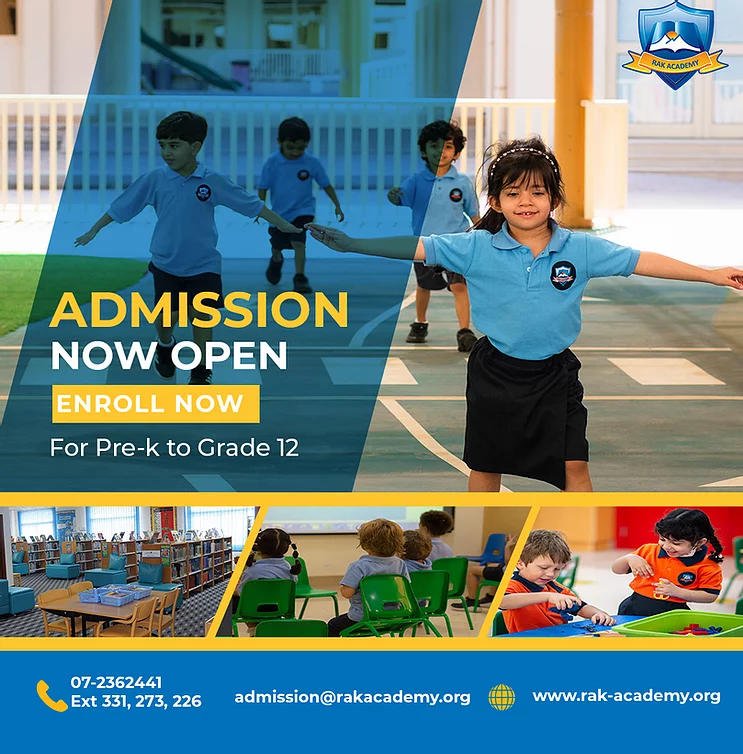 RAK ACADEMY
ADMISSION
NOW OPEN
ENROLL NOW
For Pre-k to Grade 12
07-2362441
Ext 331, 273, 226
admission@rakacademy.org
www.rak-academy.org